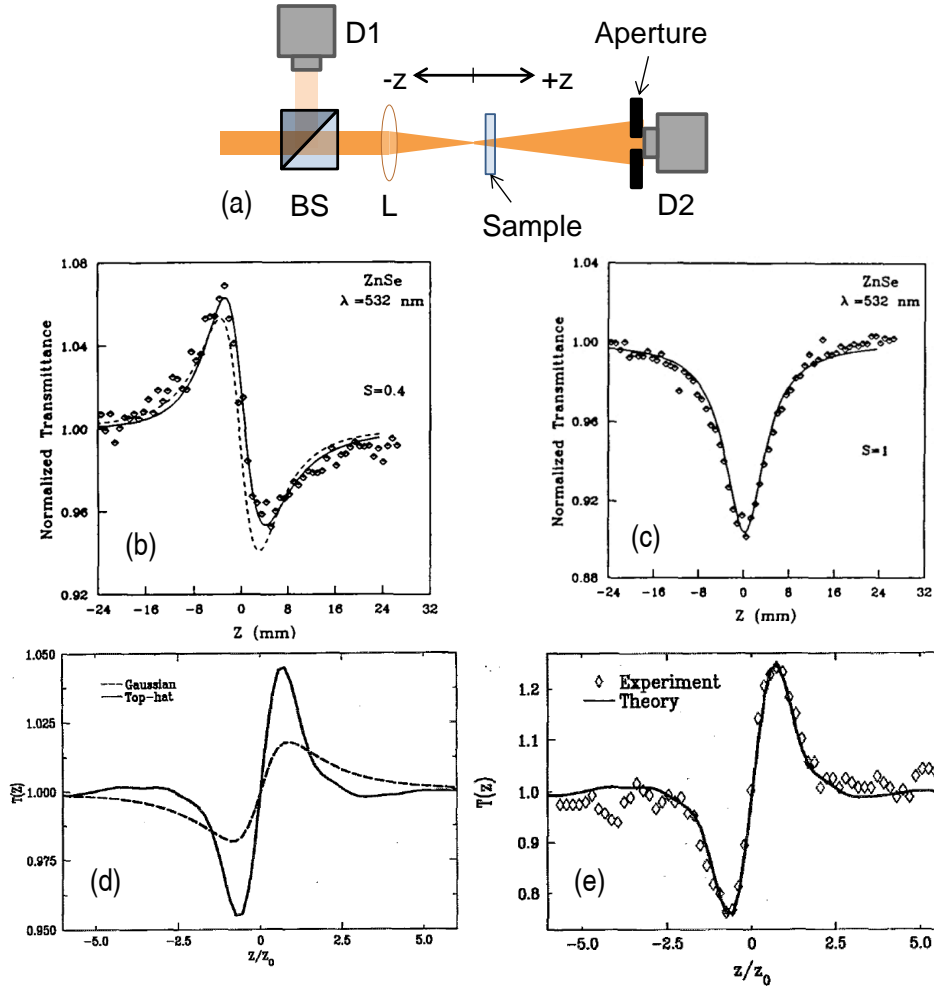 D1
Aperture
-z
+z
(a)
BS
L
Sample
D2
1.08
1.04
1.00
0.96
0.92
Normalized Transmittance
ZnSe
λ =532 nm
S=0.4
(b)
-24 -16 -8 0 8 16 24 32
Z (mm)
1.04
1.00
0.96
0.92
0.88
Normalized Transmittance
ZnSe
λ =532 nm
S=1
(c)
-24 -16 -8 0 8 16 24 32
Z (mm)
1.050
1.025
1.000
0.975
0.950
T(Z)
Gaussian
Top-hat
(d)
-5.0 -2.5 0 2.5 5.0
z/z₀
1.2
1.1
1.0
0.9
0.8
T(z)
Experiment
Theory
(e)
-5.0 -2.5 0 2.5 5.0
z/z₀